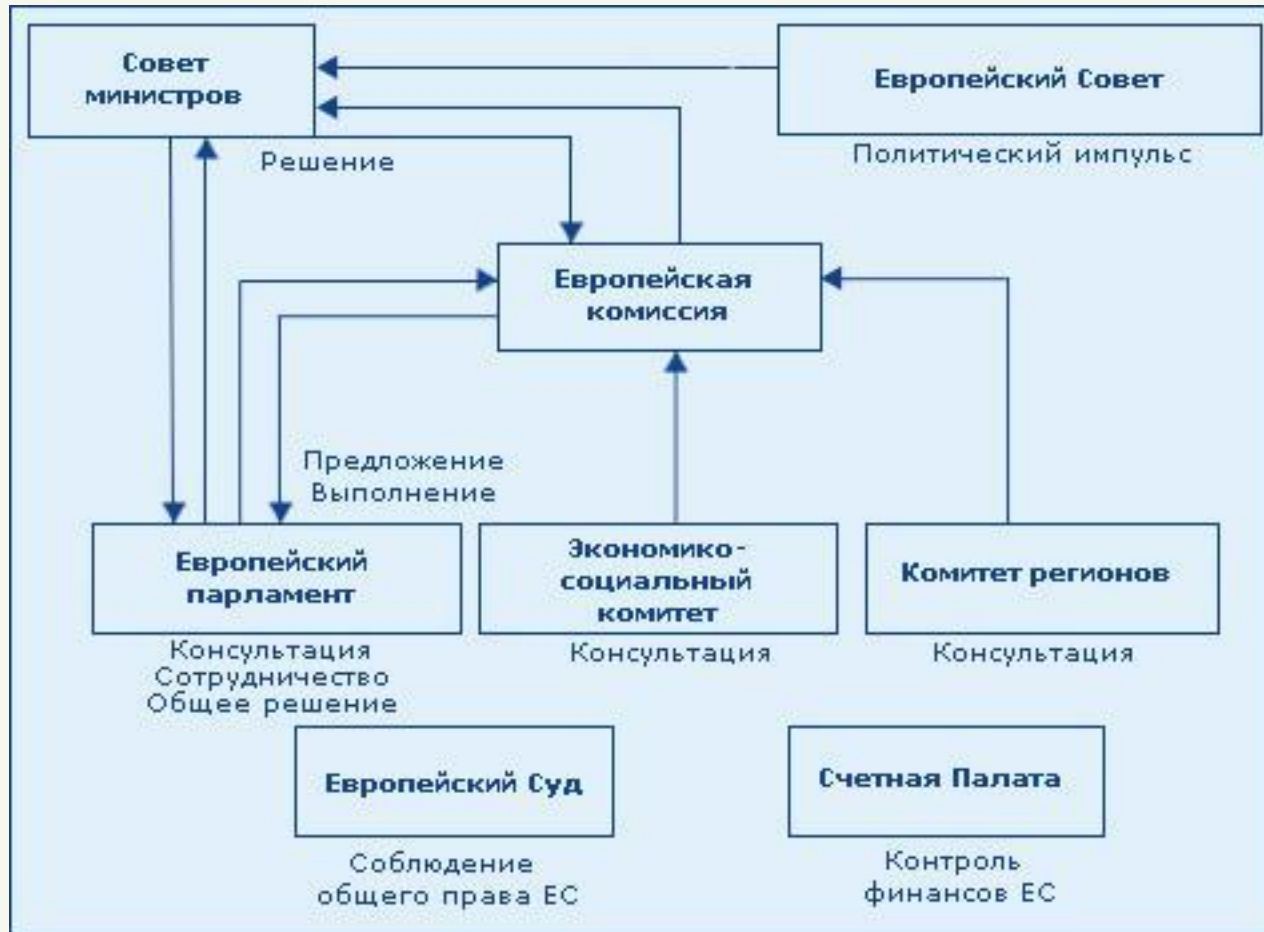 Совет
министров
Европейский Совет
Решение
Политический импульс
Европейская
комиссия
Предложение
Выполнение
Европейский
парламент
Экономико-
социальный
комитет
Комитет регионов
Консультация
Сотрудничество
Общее решение
Консультация
Консультация
Европейский Суд
Счетная Палата
Соблюдение
общего права ЕС
Контроль
финансов ЕС